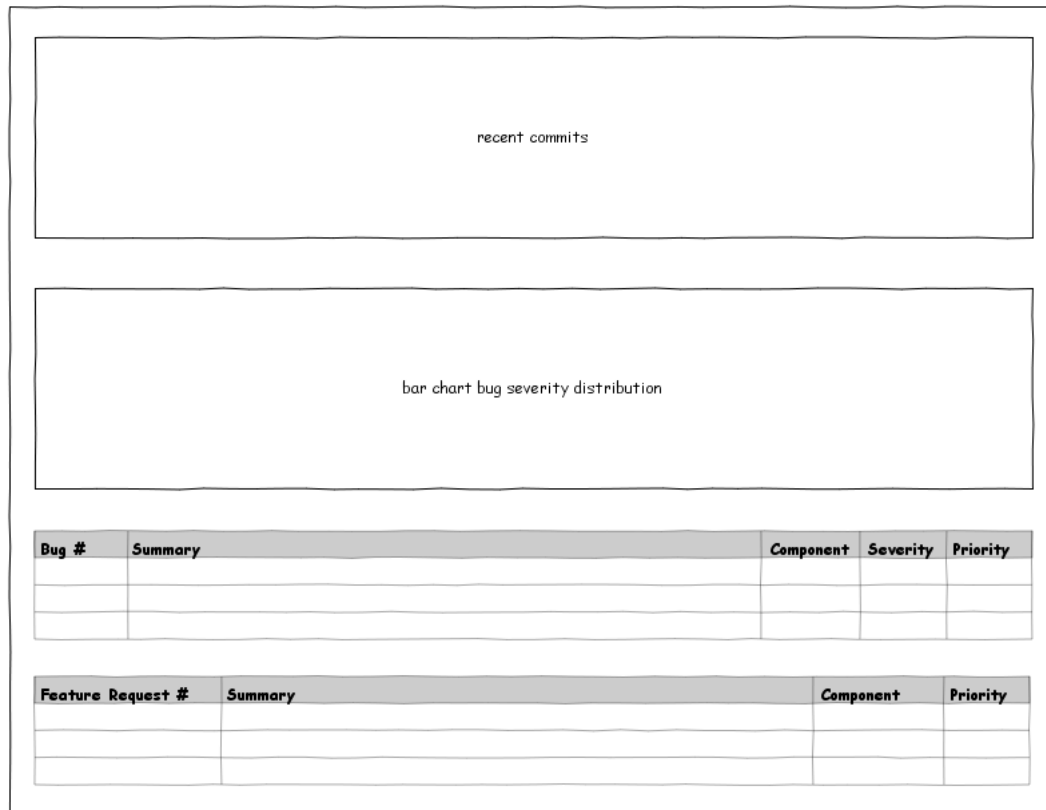 recent commits
bar chart bug severity distribution
Bug # Summary Component Severity Priority
Feature Request # Summary Component Priority